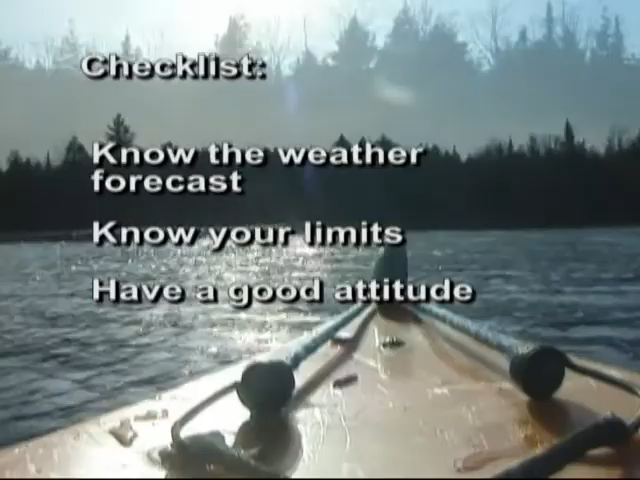 Checklist:
Know the weather
forecast
Know your limits
Have a good attitude